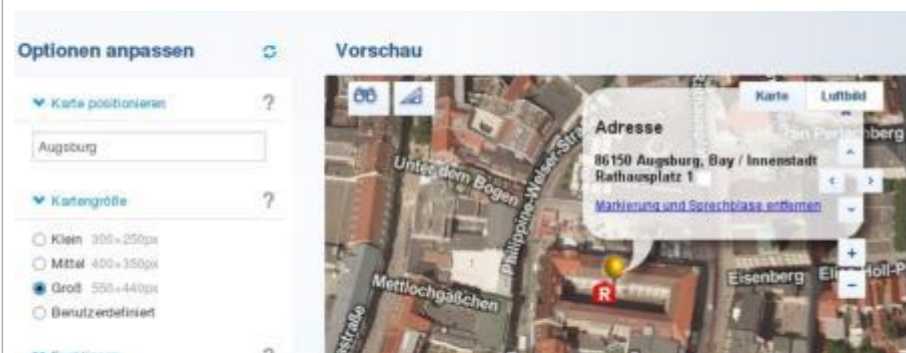 Optionen anpassen
Vorschau
Karte positionieren ?
Augsburg
Kartengröße ?
Klein 300×250px
Mittel 400×350px
Groß 550×440px
Benutzerdefiniert
?
Karte Luftbild
Adresse
86150 Augsburg, Bay / Innenstadt
Rathausplatz 1
Markierung und Sprechblase entfernen
Unter dem Bogen
Philippine-Welser-Stra
Mettlochgäßchen
Eisenberg
R
+
−